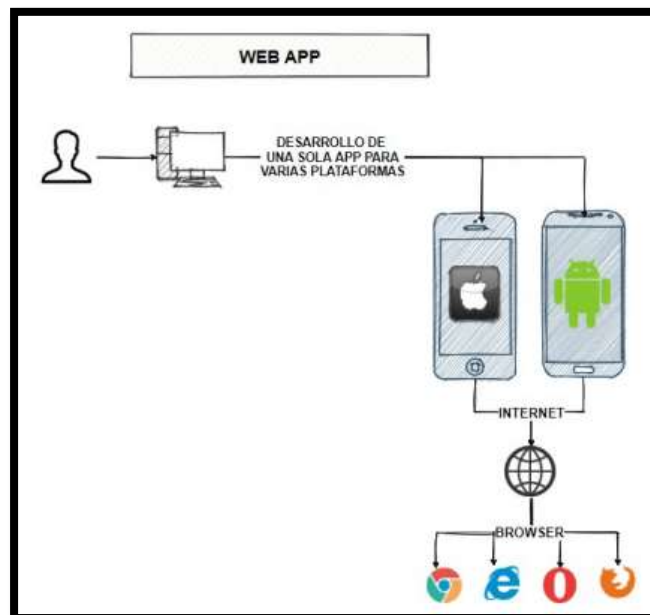 WEB APP
DESARROLLO DE
UNA SOLA APP PARA
VARIAS PLATAFORMAS
INTERNET
BROWSER